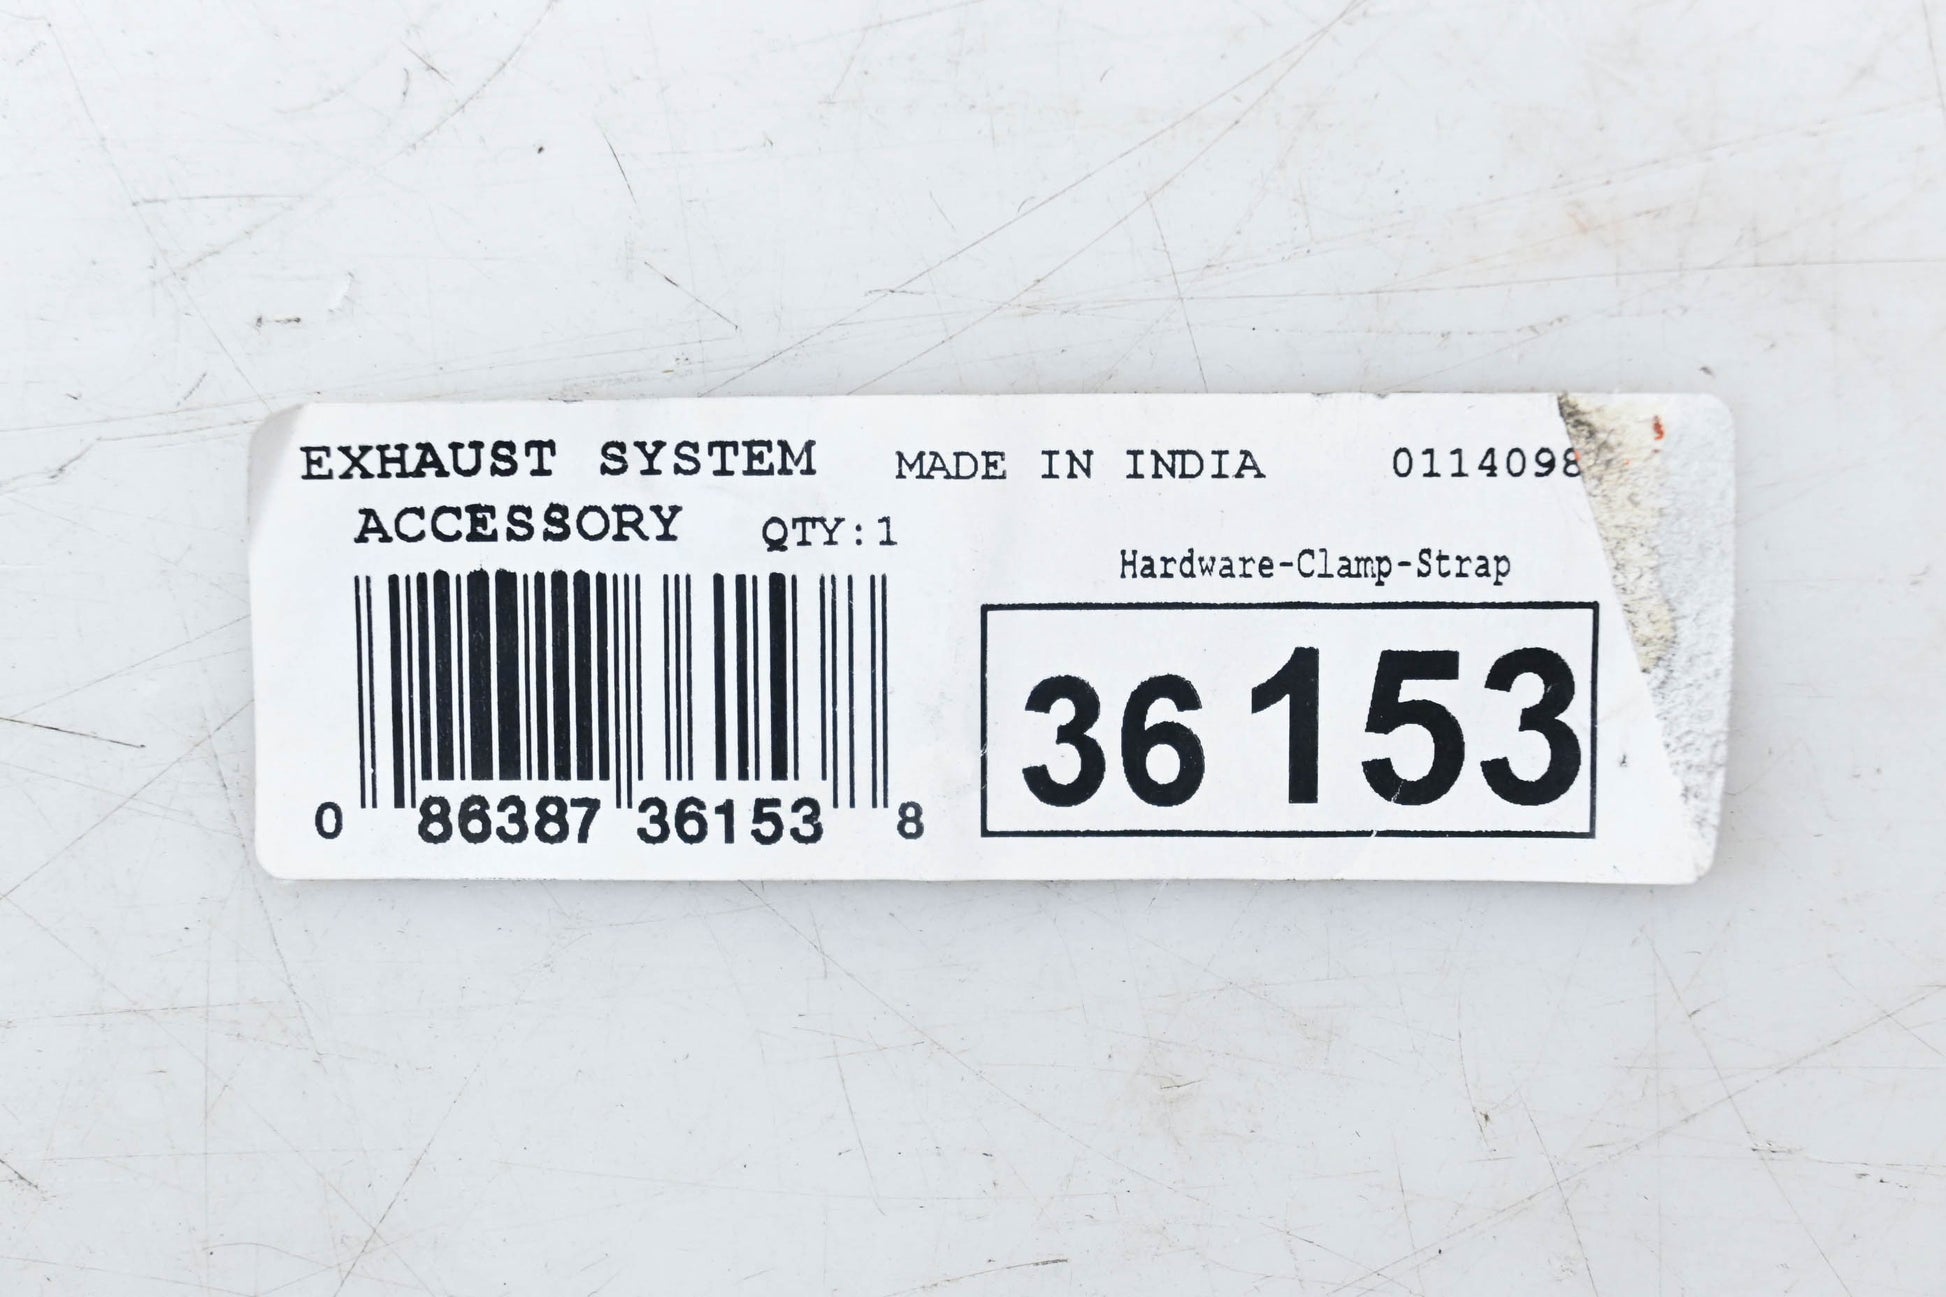 EXHAUST SYSTEM MADE IN INDIA 0114098
ACCESSORY QTY:1
Hardware-Clamp-Strap
36153
0 86387 36153 8